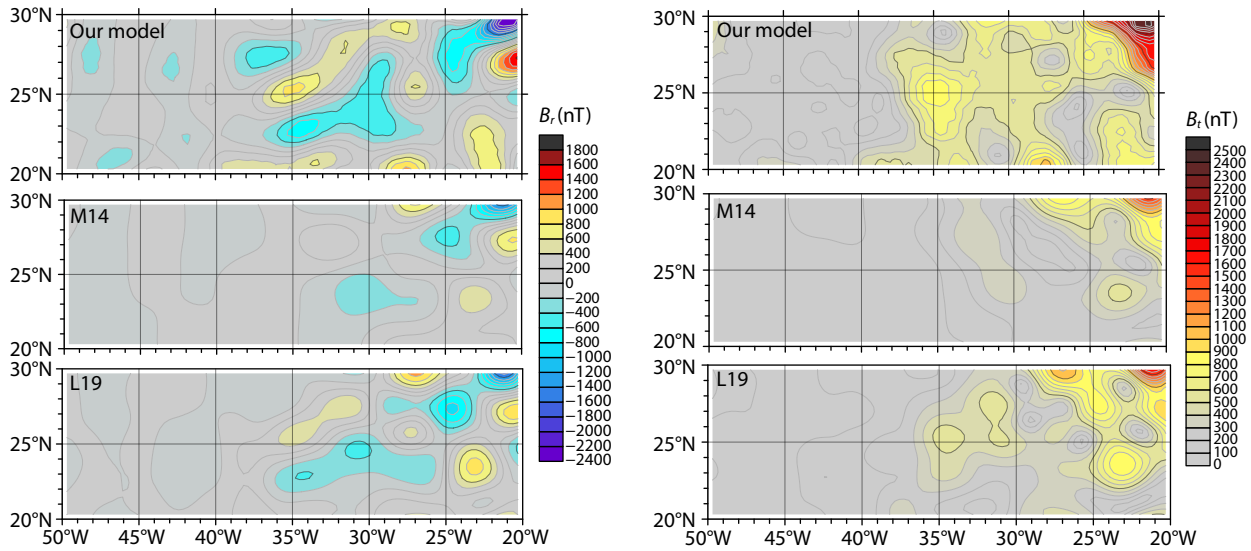 30°N
Our model
25°N
20°N
30°N
M14
25°N
20°N
30°N
L19
25°N
20°N
50°W 45°W 40°W 35°W 30°W 25°W 20°W
B_r (nT)
1800
1600
1400
1200
1000
800
600
400
200
0
−200
−400
−600
−800
−1000
−1200
−1400
−1600
−1800
−2000
−2200
−2400
30°N
Our model
25°N
20°N
30°N
M14
25°N
20°N
30°N
L19
25°N
20°N
50°W 45°W 40°W 35°W 30°W 25°W 20°W
B_t (nT)
2500
2400
2300
2200
2100
2000
1900
1800
1700
1600
1500
1400
1300
1200
1100
1000
900
800
700
600
500
400
300
200
100
0